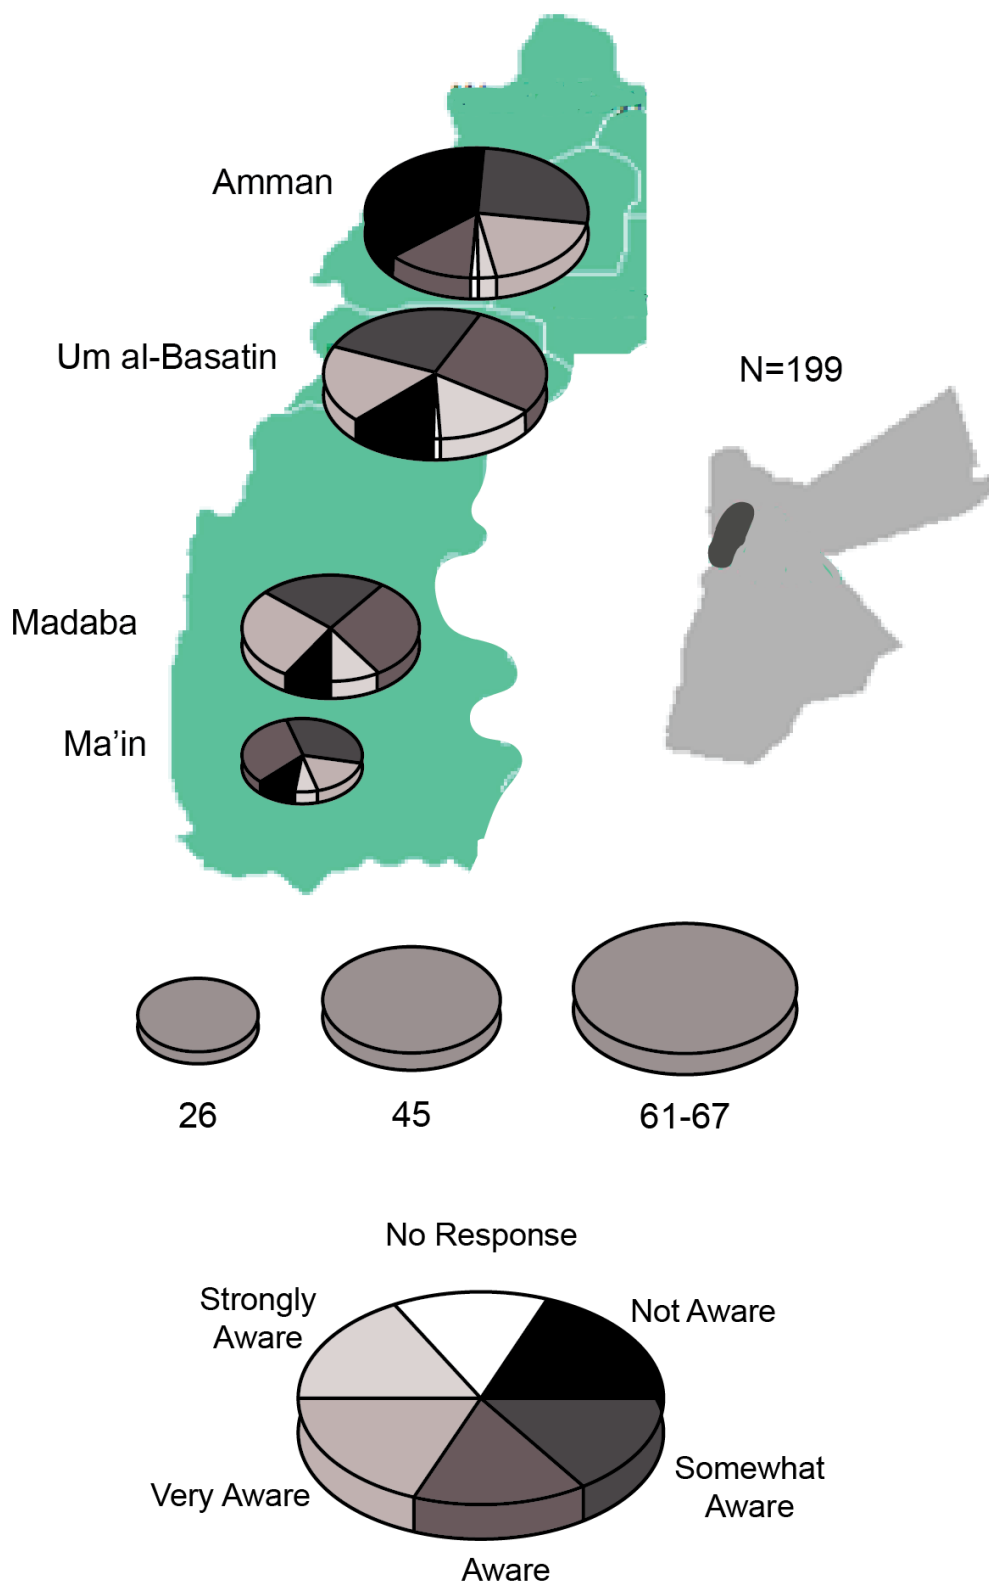 Amman
Um al-Basatin
N=199
Madaba
Ma’in
26
45
61-67
No Response
Strongly
Aware
Not Aware
Somewhat
Aware
Very Aware
Aware